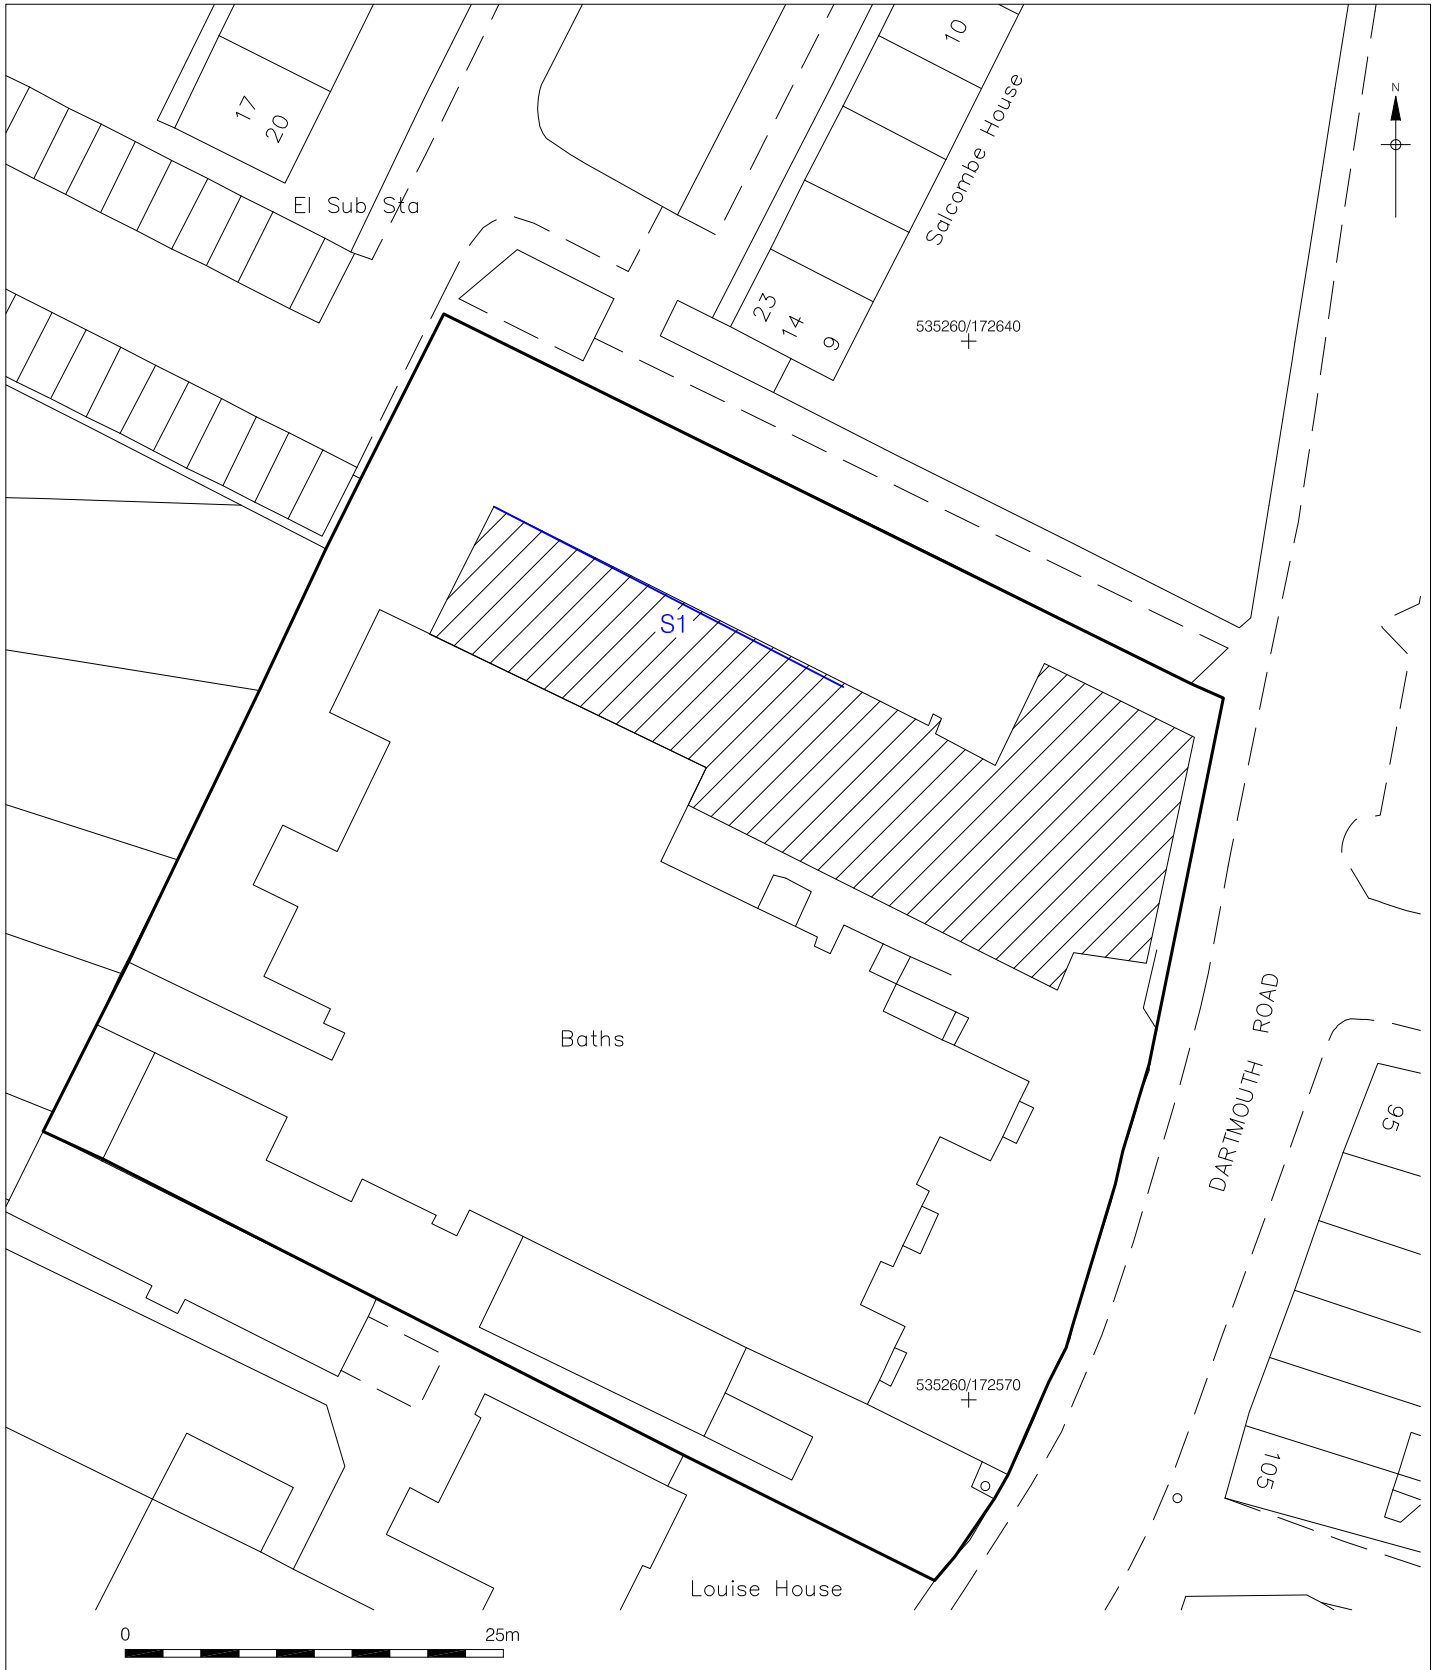 10
17
20
Salcombe House
N
El Sub Sta
23
14
9
535260/172640
S1
DARTMOUTH ROAD
Baths
95
535260/172570
105
Louise House
0 25m